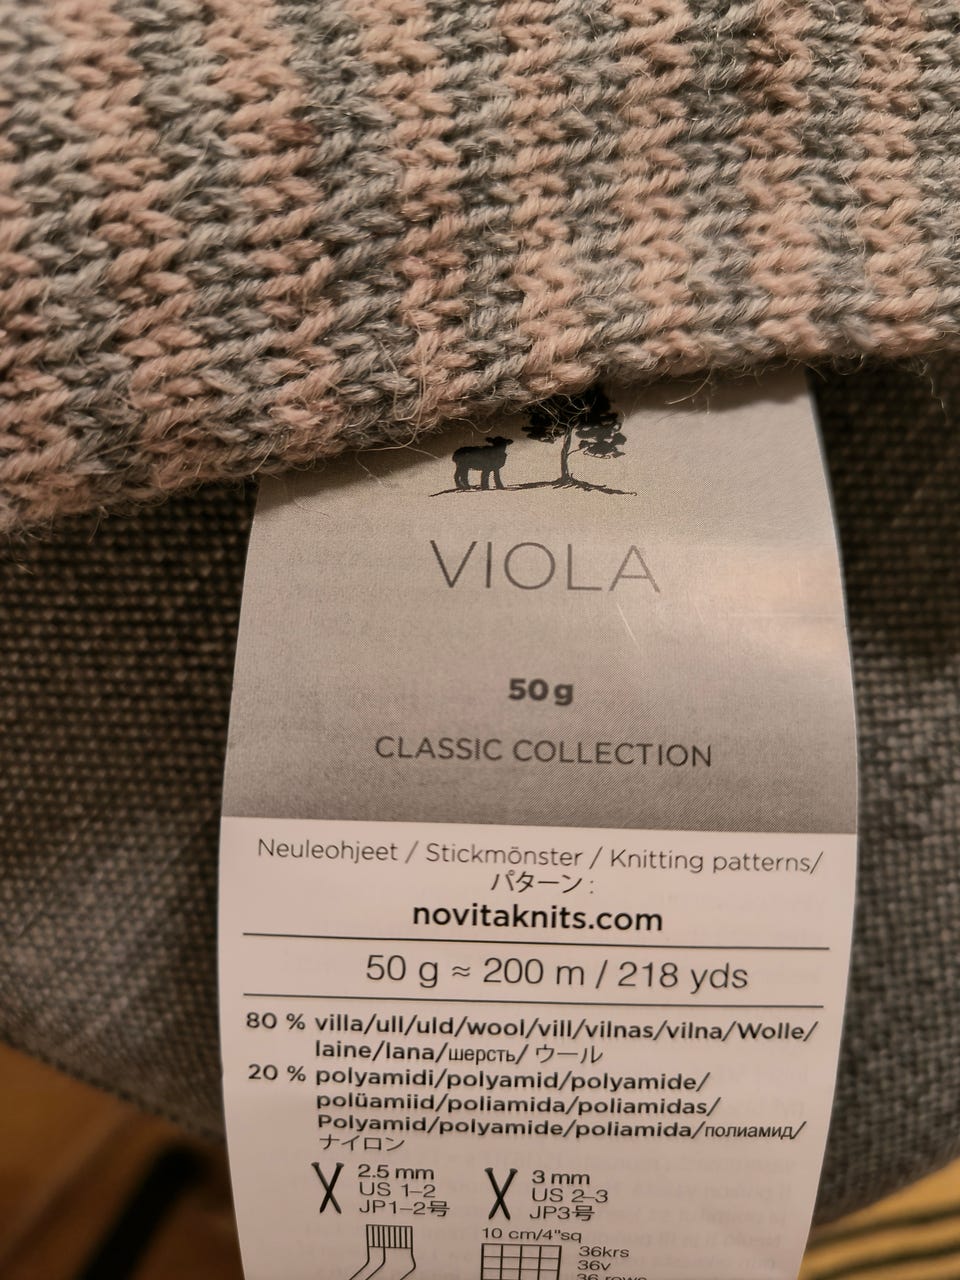 VIOLA
50g
CLASSIC COLLECTION
Neuleohjeet / Stickmönster / Knitting patterns/
パターン:
novitaknits.com
50 g ≈ 200 m / 218 yds
80 % villa/ull/uld/wool/vill/vilnas/vilna/Wolle/
laine/lana/шерсть/ ウール
20 % polyamidi/polyamid/polyamide/
polüamiid/poliamida/poliamidas/
Polyamid/polyamide/poliamida/полиамид/
ナイロン
2.5 mm
US 1–2
JP1–2号
3 mm
US 2–3
JP3号
10 cm/4"sq
36krs
36v
36 rows